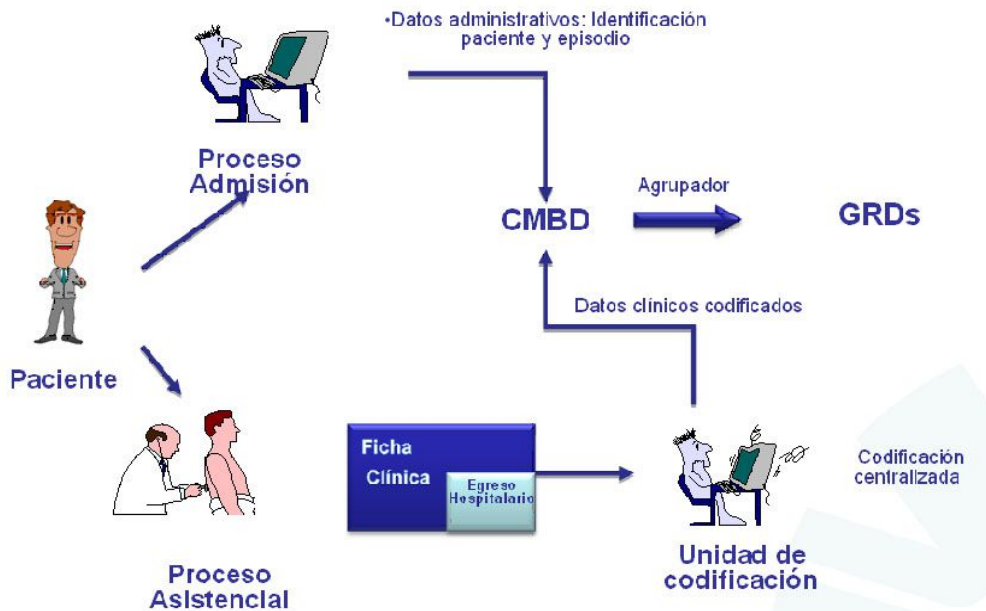 •Datos administrativos: Identificación
paciente y episodio
Proceso
Admisión
Agrupador
CMBD
GRDs
Datos clínicos codificados
Paciente
Ficha
Clínica
Egreso
Hospitalario
Codificación
centralizada
Unidad de
codificación
Proceso
Asistencial